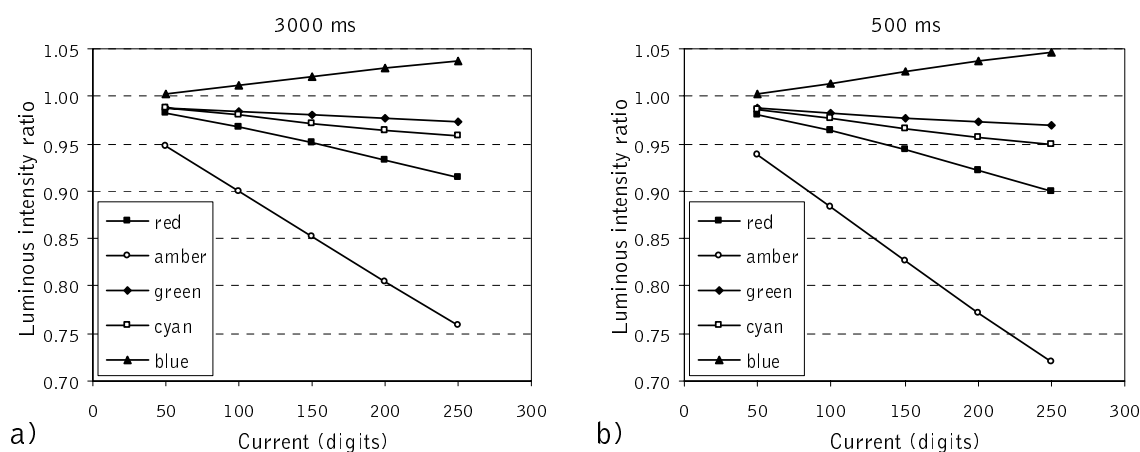 3000 ms
1.05
1.00
0.95
0.90
0.85
0.80
0.75
0.70
Luminous intensity ratio
red
amber
green
cyan
blue
0 50 100 150 200 250 300
Current (digits)
a)
500 ms
1.05
1.00
0.95
0.90
0.85
0.80
0.75
0.70
Luminous intensity ratio
red
amber
green
cyan
blue
0 50 100 150 200 250 300
Current (digits)
b)